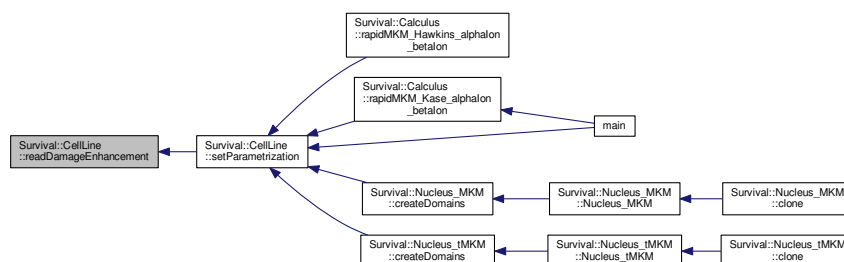 Survival::Calculus
::rapidMKM_Hawkins_alphaIon
_betaIon
Survival::Calculus
::rapidMKM_Kase_alphaIon
_betaIon
main
Survival::CellLine
::readDamageEnhancement
Survival::CellLine
::setParametrization
Survival::Nucleus_MKM
::createDomains
Survival::Nucleus_MKM
::Nucleus_MKM
Survival::Nucleus_MKM
::clone
Survival::Nucleus_tMKM
::createDomains
Survival::Nucleus_tMKM
::Nucleus_tMKM
Survival::Nucleus_tMKM
::clone